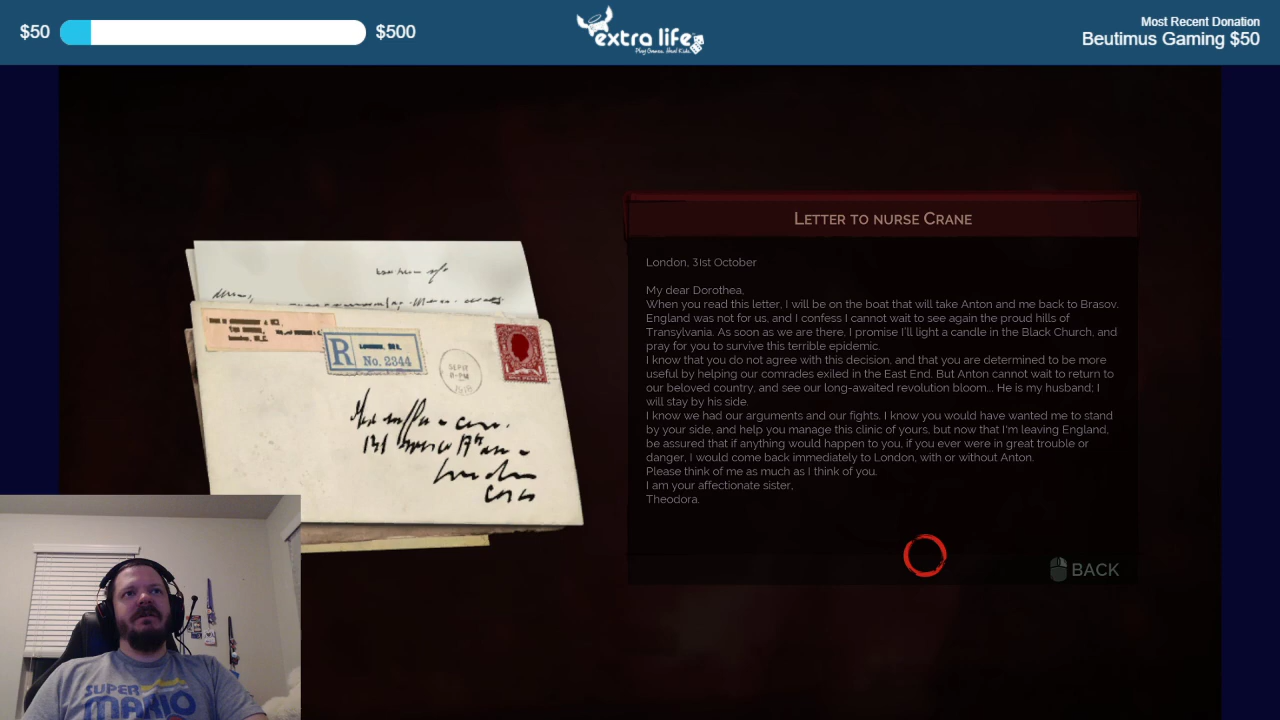 $50
$500
extra life
Play Games. Heal Kids.
Most Recent Donation
Beutimus Gaming $50
LETTER TO NURSE CRANE
London, 31st October
My dear Dorothea,
When you read this letter, I will be on the boat that will take Anton and me back to Brasov.
England was not for us, and I confess I cannot wait to see again the proud hills of
Transylvania. As soon as we are there, I promise I'll light a candle in the Black Church, and
pray for you to survive this terrible epidemic.
I know that you do not agree with this decision, and that you are determined to be more
useful by helping our comrades exiled in the East End. But Anton cannot wait to return to
our beloved country, and see our long-awaited revolution bloom... He is my husband; I
will stay by his side.
I know we had our arguments and our fights. I know you would have wanted me to stand
by your side, and help you manage this clinic of yours, but now that I'm leaving England,
be assured that if anything would happen to you, if you ever were in great trouble or
danger, I would come back immediately to London, with or without Anton.
Please think of me as much as I think of you.
I am your affectionate sister,
Theodora.
BACK
R
No. 2344
8-PM
1918
ONE PENNY
London
SUPER
MARIO